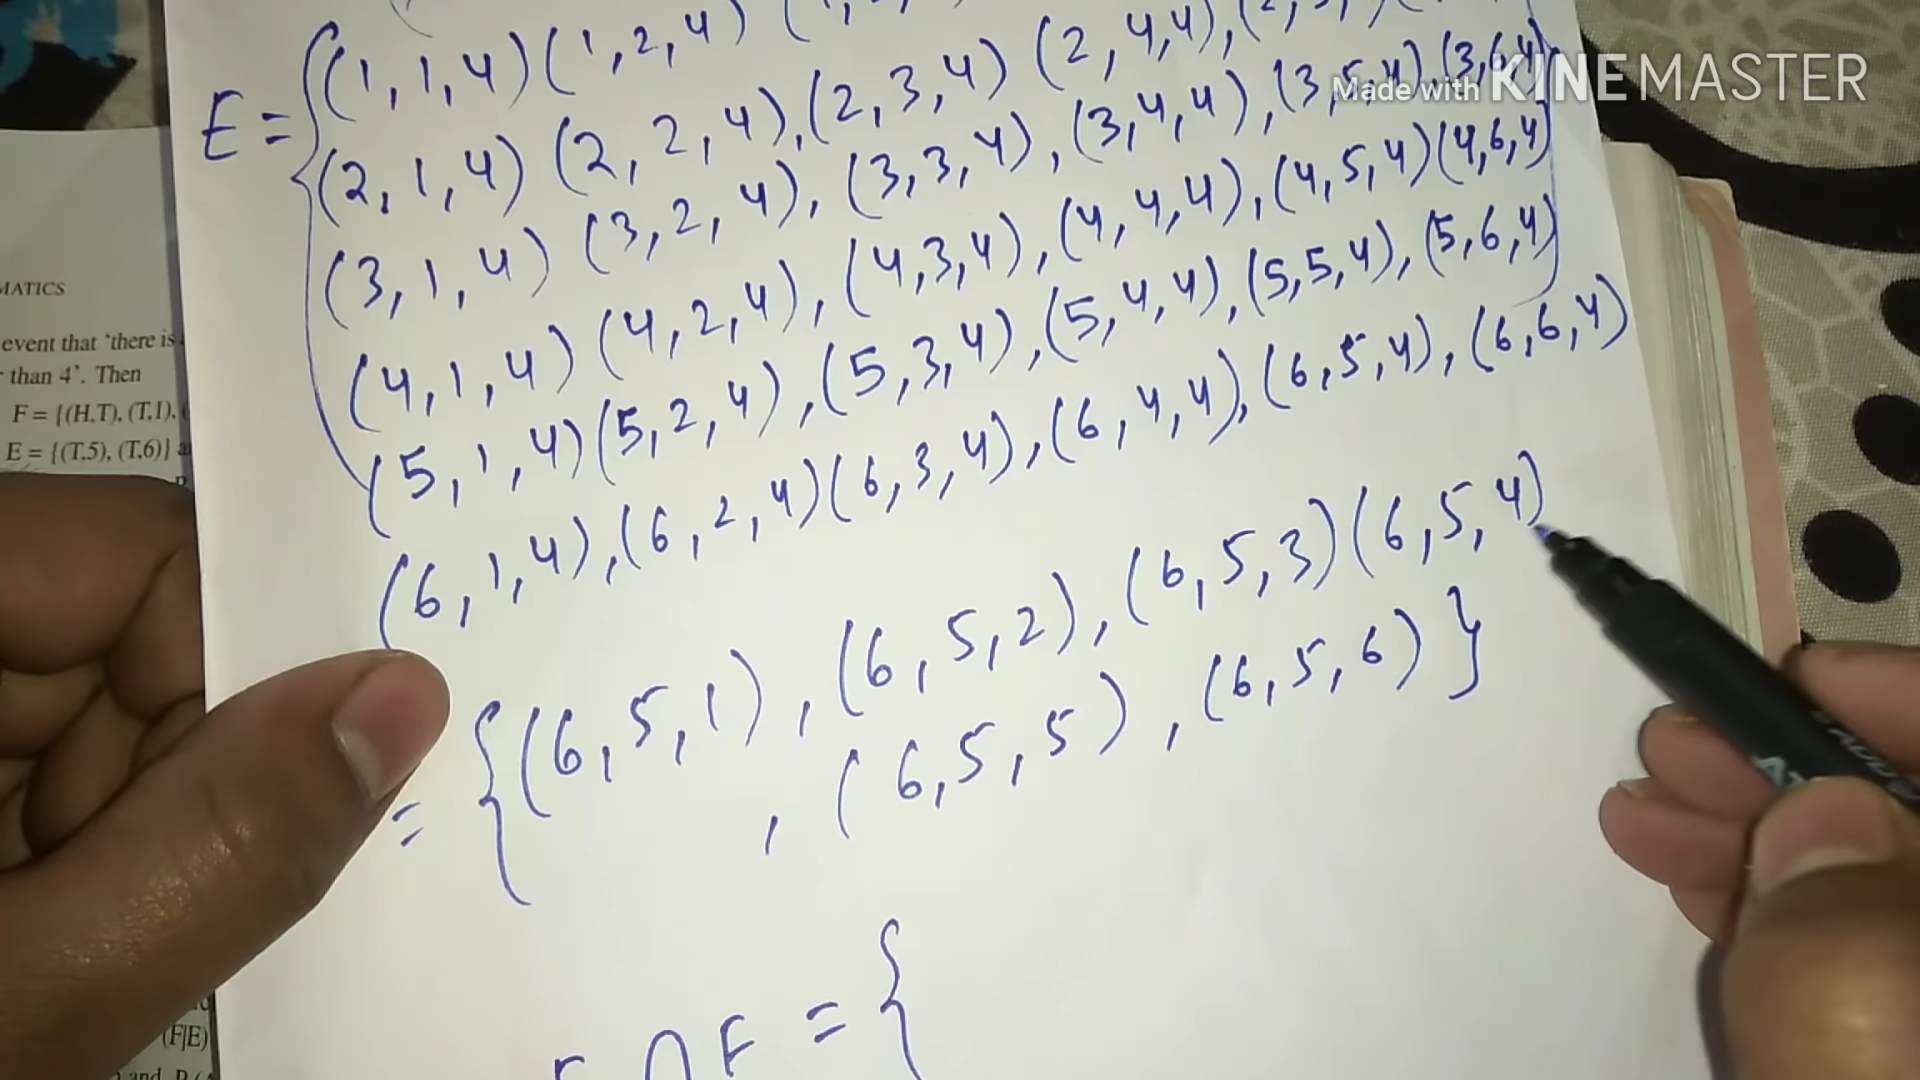 E = { (1, 1, 4) (1, 2, 4)
(2, 1, 4) (2, 2, 4), (2, 3, 4) (2, 4, 4),
(3, 1, 4) (3, 2, 4), (3, 3, 4), (3, 4, 4), (3, 5, 4), (3, 6, 4)
(4, 1, 4) (4, 2, 4), (4, 3, 4), (4, 4, 4), (4, 5, 4) (4, 6, 4)
(5, 1, 4) (5, 2, 4), (5, 3, 4), (5, 4, 4), (5, 5, 4), (5, 6, 4)
(6, 1, 4), (6, 2, 4) (6, 3, 4), (6, 4, 4), (6, 5, 4), (6, 6, 4)
= { (6, 5, 1), (6, 5, 2), (6, 5, 3) (6, 5, 4)
, (6, 5, 5), (6, 5, 6) }
∩ F = {
Made with KINEMASTER
MATICS
event that 'there is
than 4'. Then
F = {(H,T), (T,1),
E = {(T,5), (T,6)}
(F|E)
and